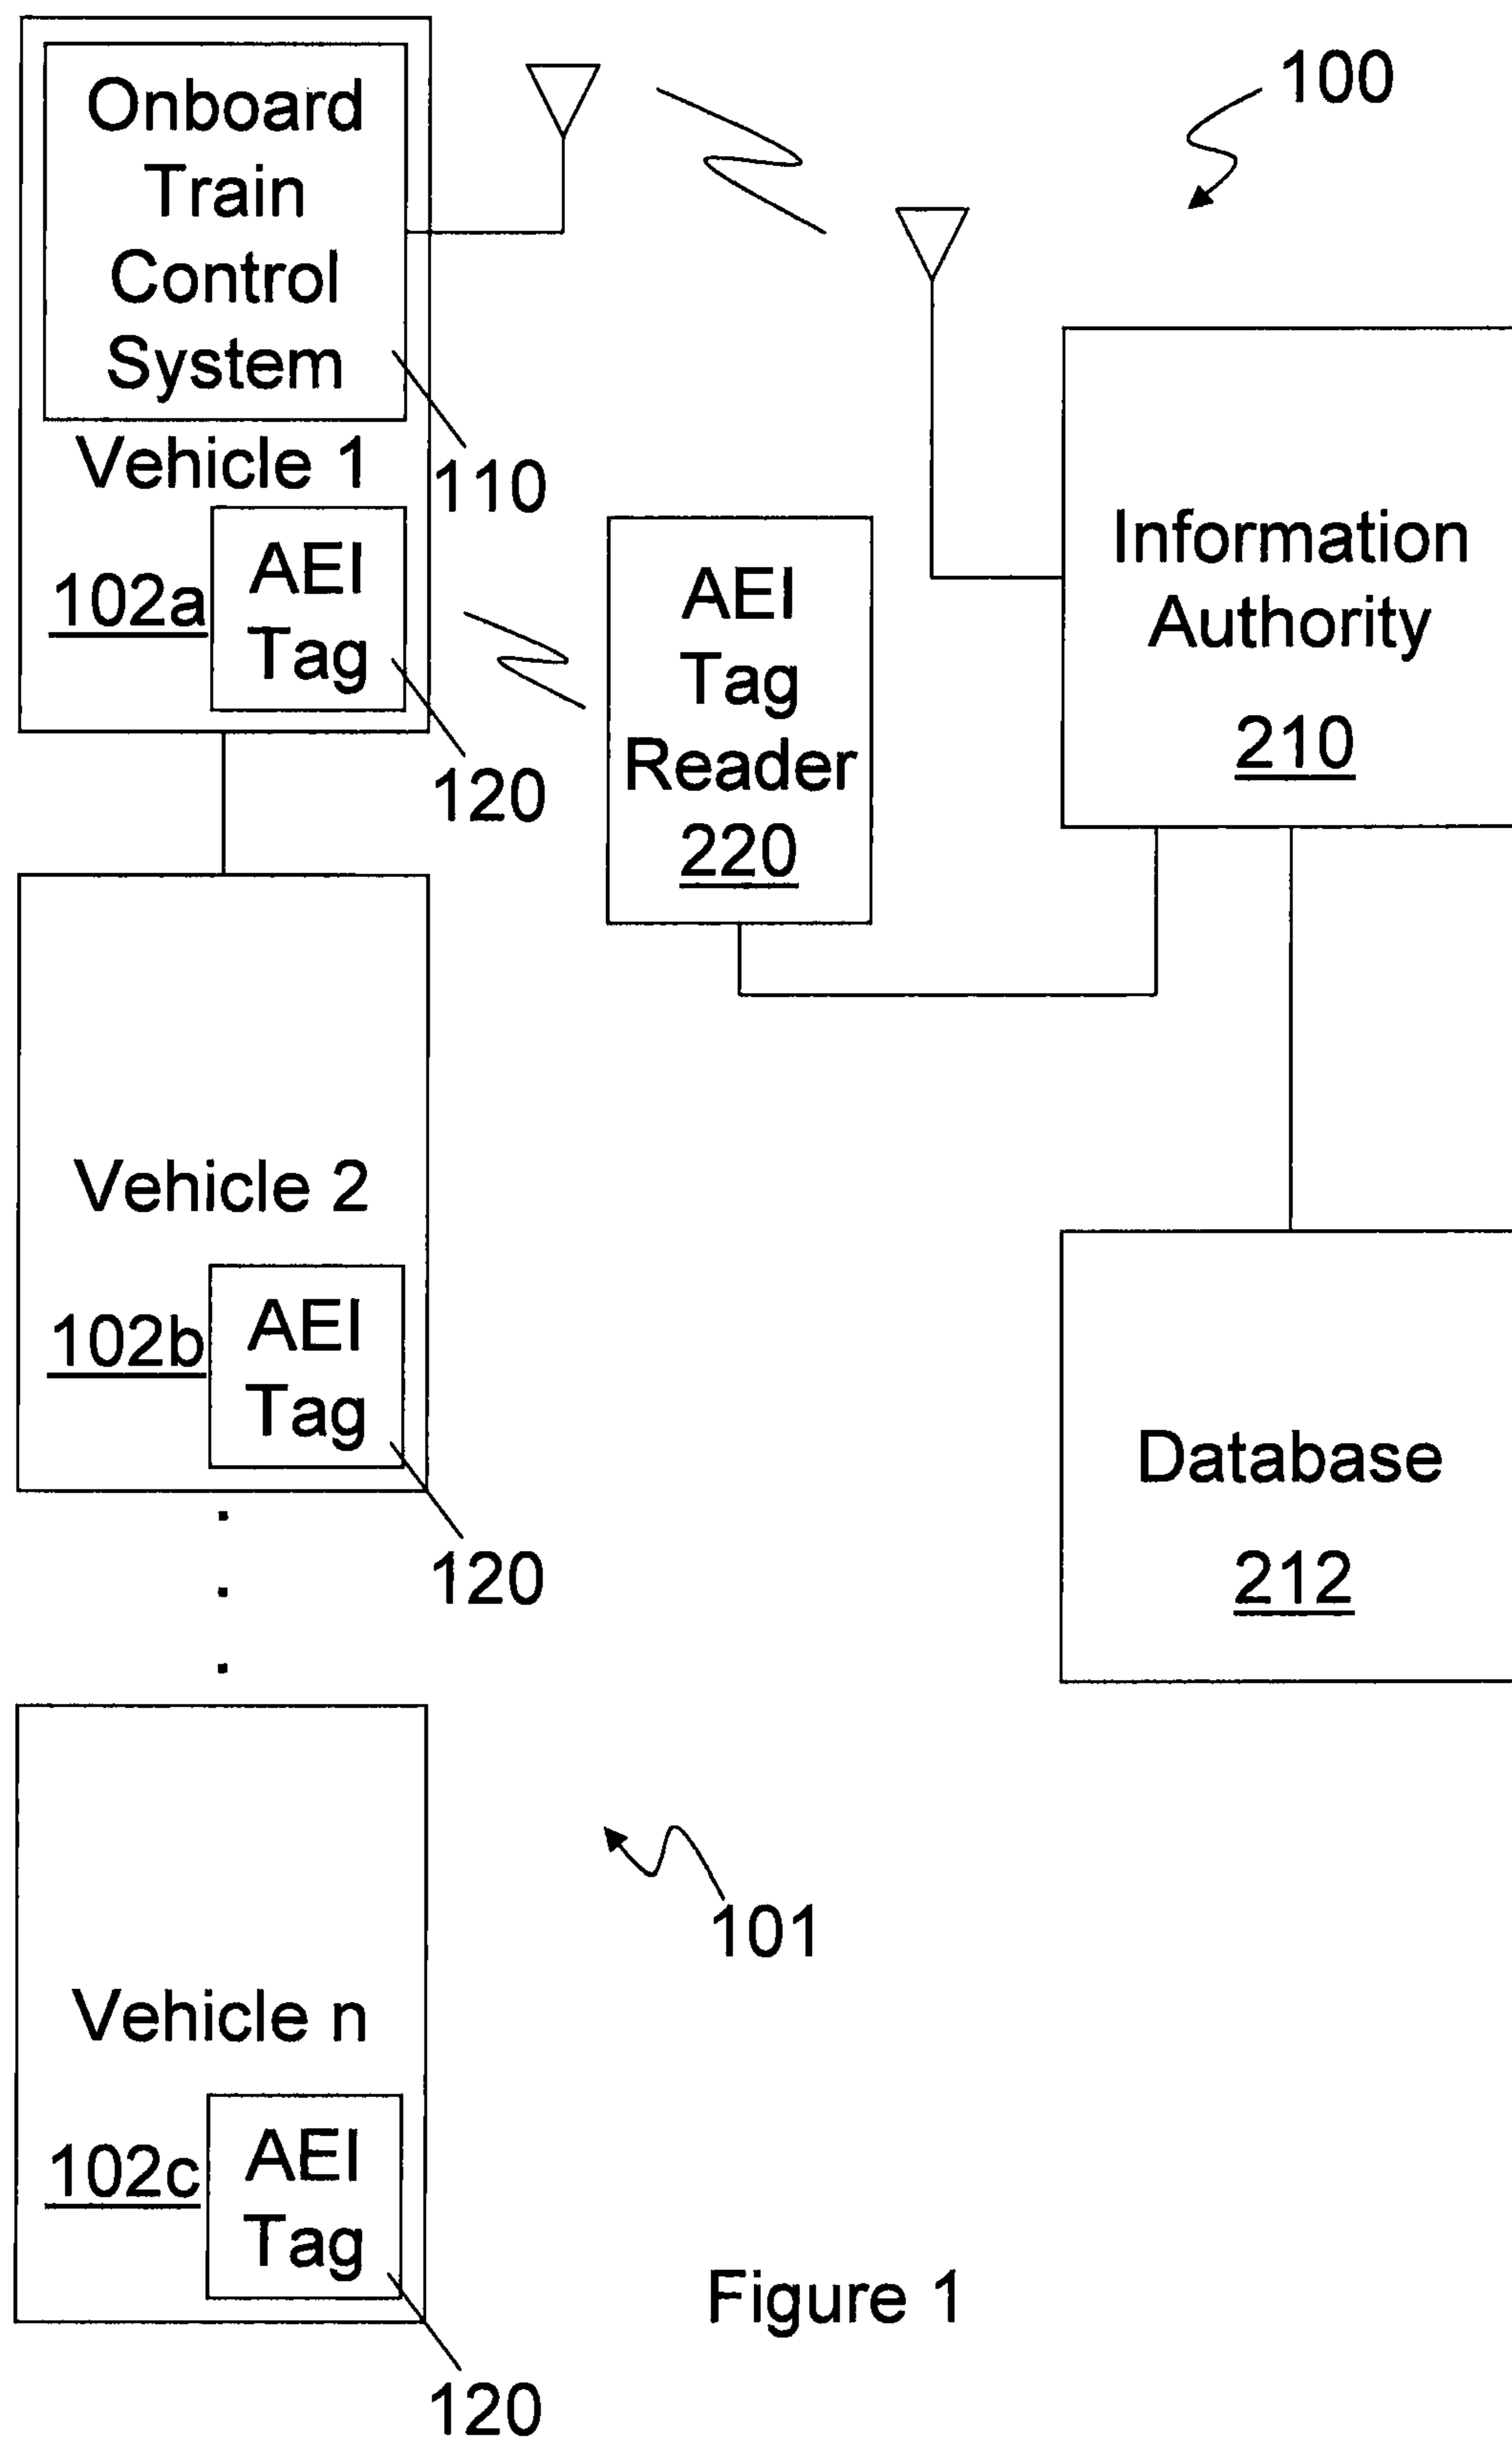 100
Onboard
Train
Control
System
Vehicle 1
110
102a
AEI
Tag
120
AEI
Tag
Reader
220
Information
Authority
210
Vehicle 2
102b
AEI
Tag
120
Database
212
101
Vehicle n
102c
AEI
Tag
120
Figure 1